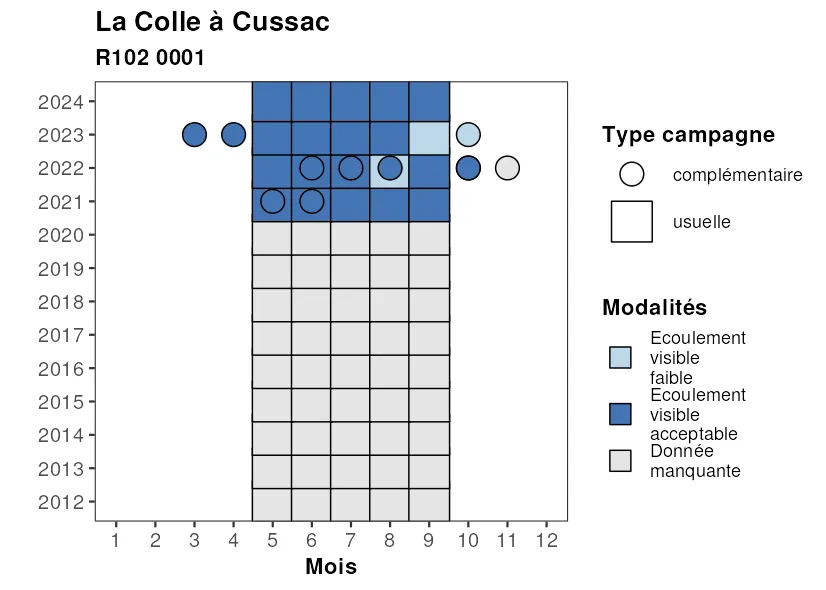 La Colle à Cussac
R102 0001
2024
2023
2022
2021
2020
2019
2018
2017
2016
2015
2014
2013
2012
1 2 3 4 5 6 7 8 9 10 11 12
Mois
Type campagne
complémentaire
usuelle
Modalités
Ecoulement
visible
faible
Ecoulement
visible
acceptable
Donnée
manquante